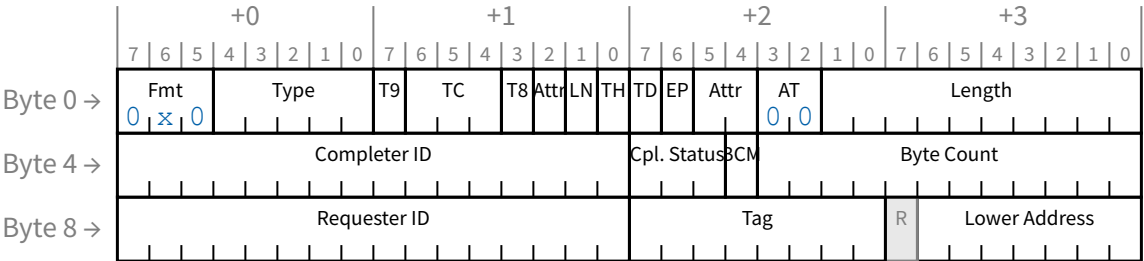 +0 +1 +2 +3
7 6 5 4 3 2 1 0 7 6 5 4 3 2 1 0 7 6 5 4 3 2 1 0 7 6 5 4 3 2 1 0
Byte 0 → Fmt Type T9 TC T8 Attr LN TH TD EP Attr AT Length
0 x 0 0 0
Byte 4 → Completer ID Cpl. Status BCM Byte Count
Byte 8 → Requester ID Tag R Lower Address